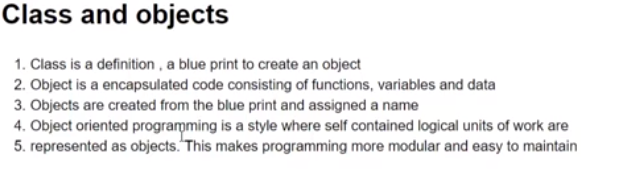 Class and objects
1. Class is a definition , a blue print to create an object
2. Object is a encapsulated code consisting of functions, variables and data
3. Objects are created from the blue print and assigned a name
4. Object oriented programming is a style where self contained logical units of work are
5. represented as objects. This makes programming more modular and easy to maintain